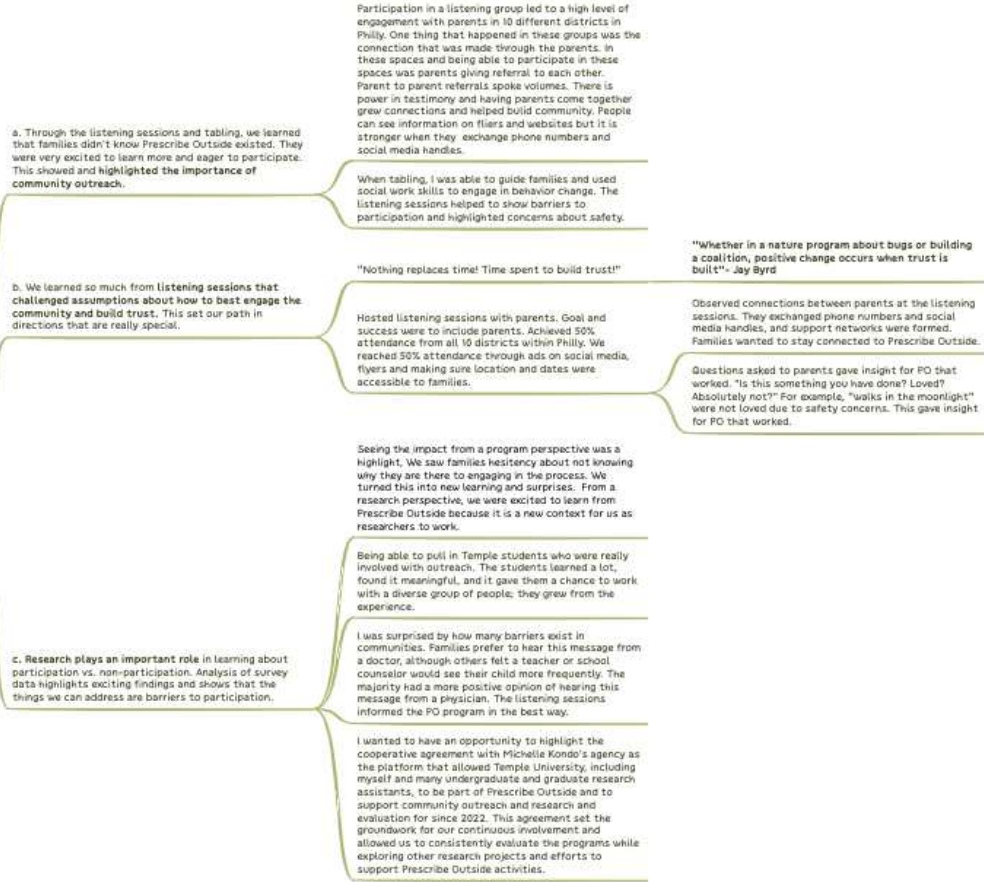 Participation in a listening group led to a high level of
engagement with parents in 10 different districts in
Philly. One thing that happened in these groups was the
connection that was made through the parents. In
these spaces and being able to participate in these
spaces was parents giving referral to each other.
Parent to parent referrals spoke volumes. There is
power in testimony and having parents come together
grew connections and helped build community. People
can see information on fliers and websites but it is
stronger when they exchange phone numbers and
social media handles.
a. Through the listening sessions and tabling, we learned
that families didn't know Prescribe Outside existed. They
were very excited to learn more and eager to participate.
This showed and highlighted the importance of
community outreach.
When tabling, I was able to guide families and used
social work skills to engage in behavior change. The
listening sessions helped to show barriers to
participation and highlighted concerns about safety.
b. We learned so much from listening sessions that
challenged assumptions about how to best engage the
community and build trust. This set our path in
directions that are really special.
"Nothing replaces time! Time spent to build trust!"
"Whether in a nature program about bugs or building
a coalition, positive change occurs when trust is
built"- Jay Byrd
Hosted listening sessions with parents. Goal and
success were to include parents. Achieved 50%
attendance from all 10 districts within Philly. We
reached 50% attendance through ads on social media,
flyers and making sure location and dates were
accessible to families.
Observed connections between parents at the listening
sessions. They exchanged phone numbers and social
media handles, and support networks were formed.
Families wanted to stay connected to Prescribe Outside.
Questions asked to parents gave insight for PO that
worked. "Is this something you have done? Loved?
Absolutely not?" For example, "walks in the moonlight"
were not loved due to safety concerns. This gave insight
for PO that worked.
c. Research plays an important role in learning about
participation vs. non-participation. Analysis of survey
data highlights exciting findings and shows that the
things we can address are barriers to participation.
Seeing the impact from a program perspective was a
highlight, We saw families hesitency about not knowing
why they are there to engaging in the process. We
turned this into new learning and surprises. From a
research perspective, we were excited to learn from
Prescribe Outside because it is a new context for us as
researchers to work.
Being able to pull in Temple students who were really
involved with outreach. The students learned a lot,
found it meaningful, and it gave them a chance to work
with a diverse group of people; they grew from the
experience.
I was surprised by how many barriers exist in
communities. Families prefer to hear this message from
a doctor, although others felt a teacher or school
counselor would see their child more frequently. The
majority had a more positive opinion of hearing this
message from a physician. The listening sessions
informed the PO program in the best way.
I wanted to have an opportunity to highlight the
cooperative agreement with Michelle Kondo's agency as
the platform that allowed Temple University, including
myself and many undergraduate and graduate research
assistants, to be part of Prescribe Outside and to
support community outreach and research and
evaluation for since 2022. This agreement set the
groundwork for our continuous involvement and
allowed us to consistently evaluate the programs while
exploring other research projects and efforts to
support Prescribe Outside activities.